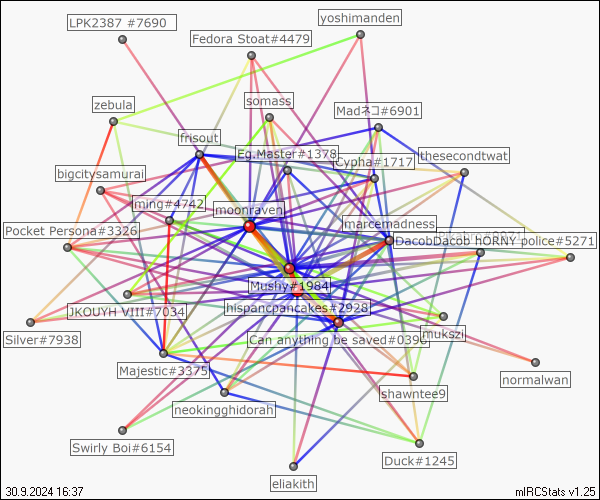 LPK2387 #7690
yoshimanden
Fedora Stoat#4479
zebula
somass
Madネコ#6901
frisout
Eg.Master#1378
Cypha#1717
thesecondtwat
bigcitysamurai
ming#4742
moonraven
marcemadness
Pocket Persona#3326
DacobDacob HORNY police#5271
Mushy#1984
JKOUYH VIII#7034
hispancpancakes#2928
Silver#7938
Can anything be saved#0396
mukszi
Majestic#3375
normalwan
shawntee9
neokingghidorah
Swirly Boi#6154
Duck#1245
eliakith
30.9.2024 16:37
mIRCStats v1.25